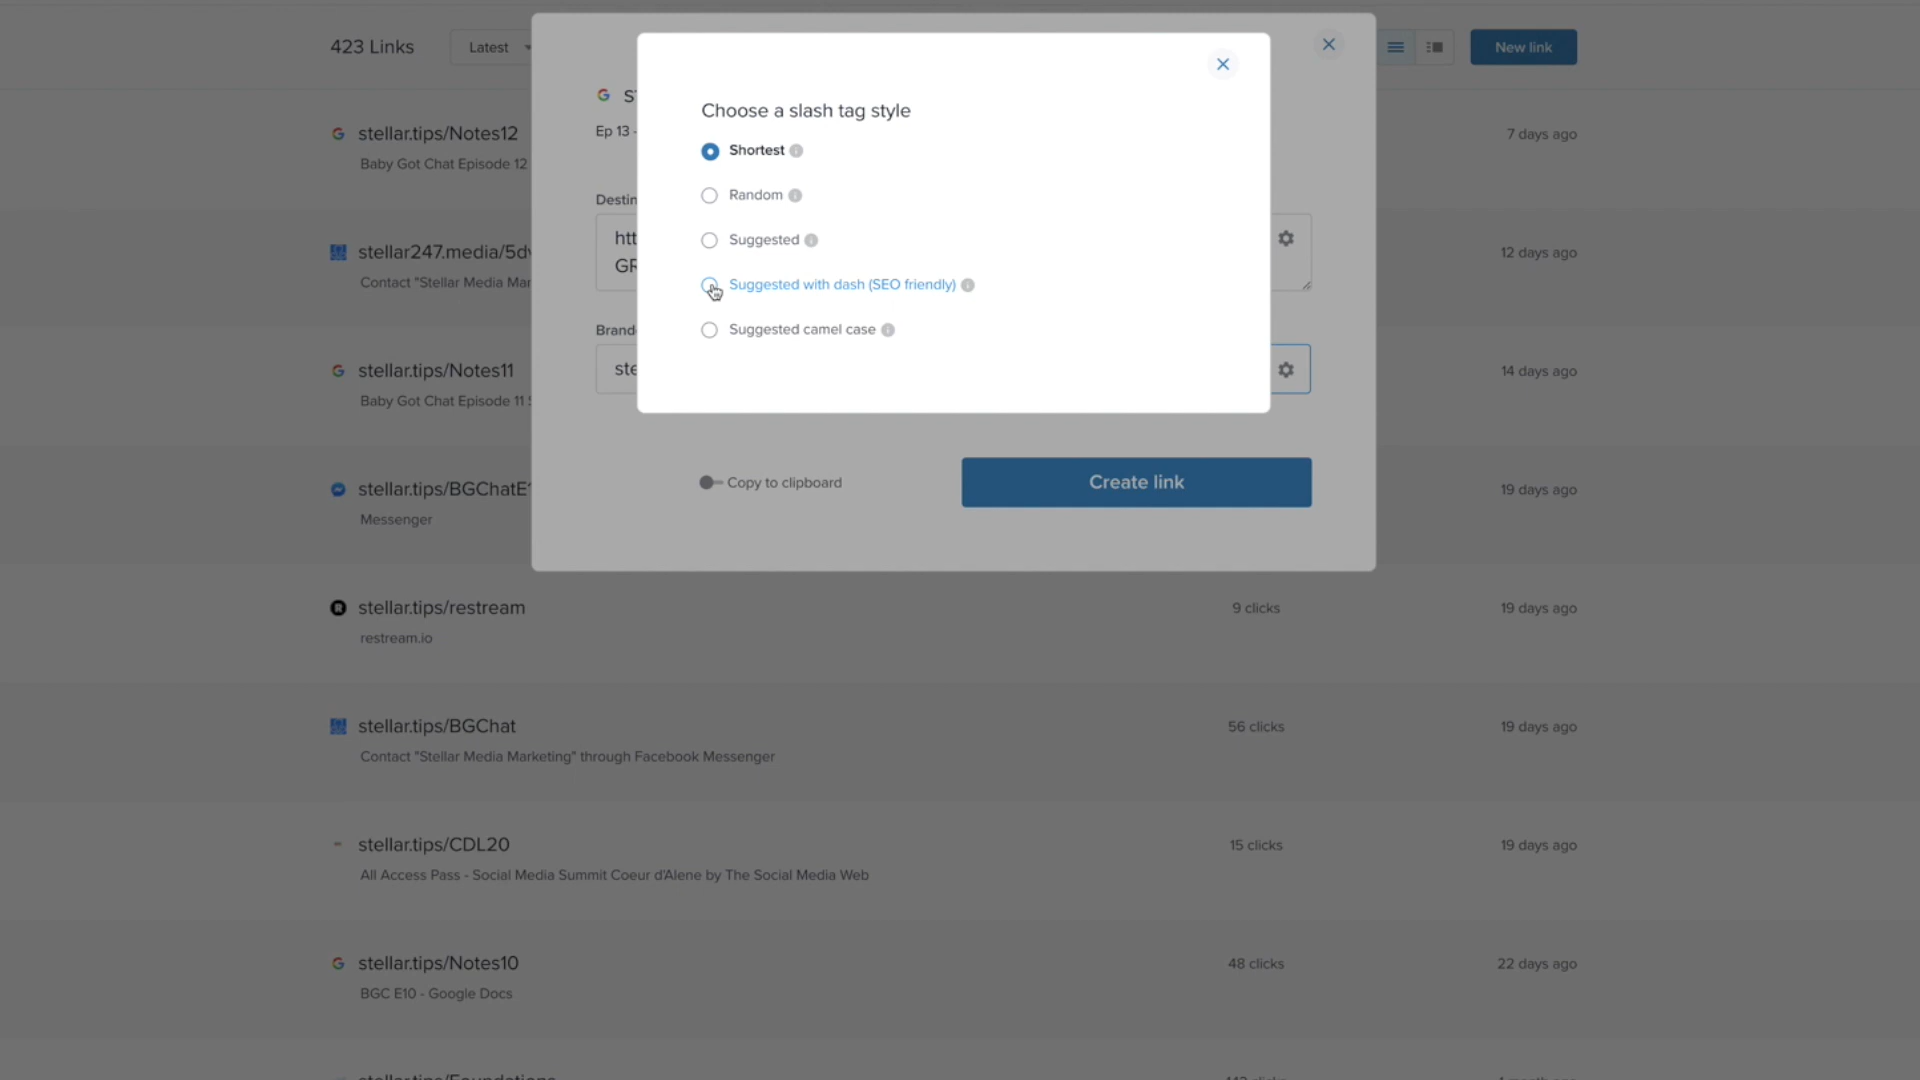 423 Links
Latest
New link
Choose a slash tag style
Shortest
Random
Suggested
Suggested with dash (SEO friendly)
Suggested camel case
Ep 13 -
Destin
htt
GR
Brand
ste
Copy to clipboard
Create link
stellar.tips/Notes12
7 days ago
Baby Got Chat Episode 12
stellar247.media/5dv
12 days ago
Contact "Stellar Media Mar
stellar.tips/Notes11
14 days ago
Baby Got Chat Episode 11
stellar.tips/BGChatE
19 days ago
Messenger
stellar.tips/restream
9 clicks
19 days ago
restream.io
stellar.tips/BGChat
56 clicks
19 days ago
Contact "Stellar Media Marketing" through Facebook Messenger
stellar.tips/CDL20
15 clicks
19 days ago
All Access Pass - Social Media Summit Coeur d'Alene by The Social Media Web
stellar.tips/Notes10
48 clicks
22 days ago
BGC E10 - Google Docs